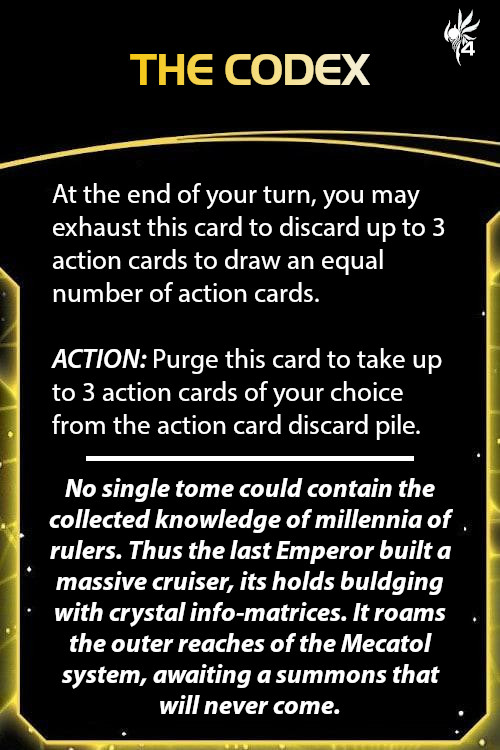 4
THE CODEX
At the end of your turn, you may
exhaust this card to discard up to 3
action cards to draw an equal
number of action cards.
ACTION: Purge this card to take up
to 3 action cards of your choice
from the action card discard pile.
No single tome could contain the
collected knowledge of millennia of
rulers. Thus the last Emperor built a
massive cruiser, its holds buldging
with crystal info-matrices. It roams
the outer reaches of the Mecatol
system, awaiting a summons that
will never come.